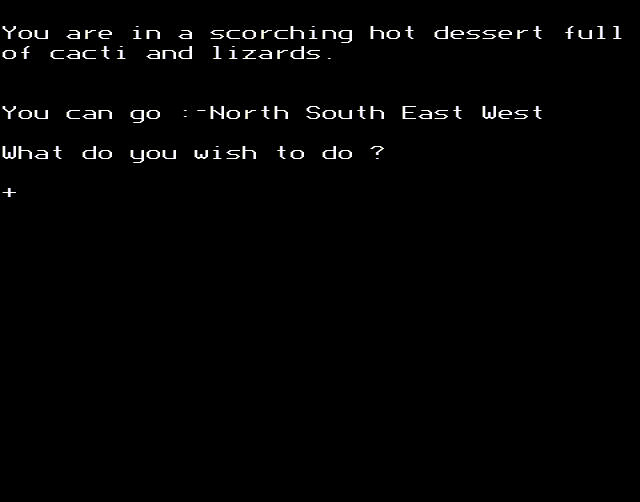 You are in a scorching hot dessert full
of cacti and lizards.
You can go :-North South East West
What do you wish to do ?
+